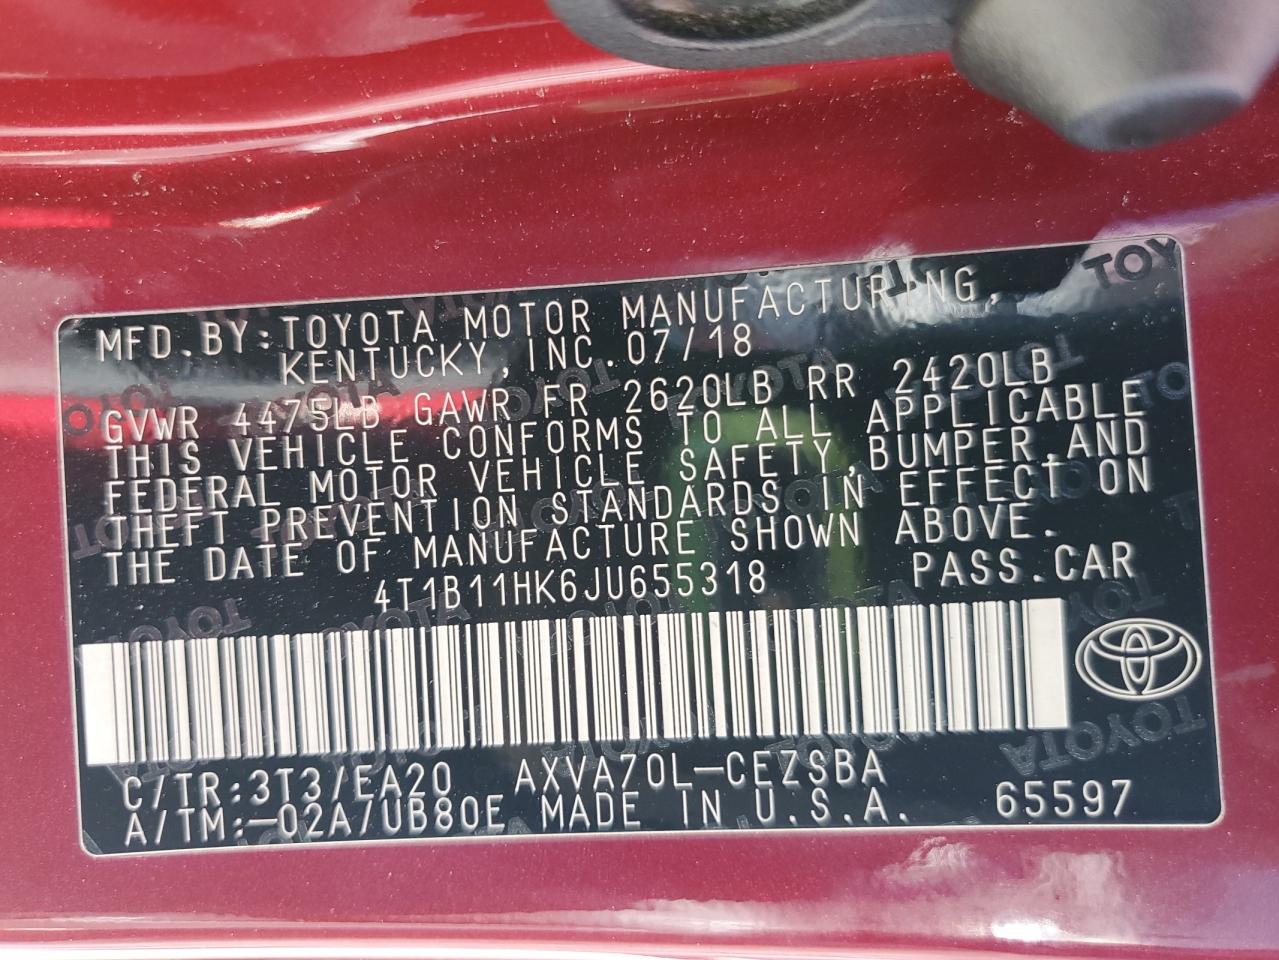 MFD.BY:TOYOTA MOTOR MANUFACTURING,
KENTUCKY,INC.07/18
GVWR 4475LB GAWR FR 2620LB RR 2420LB
THIS VEHICLE CONFORMS TO ALL APPLICABLE
FEDERAL MOTOR VEHICLE SAFETY,BUMPER,AND
THEFT PREVENTION STANDARDS IN EFFECT ON
THE DATE OF MANUFACTURE SHOWN ABOVE.
4T1B11HK6JU655318 PASS.CAR
C/TR:3T3/EA20 AXVA70L-CEZSBA
A/TM:-02A/UB80E MADE IN U.S.A. 65597